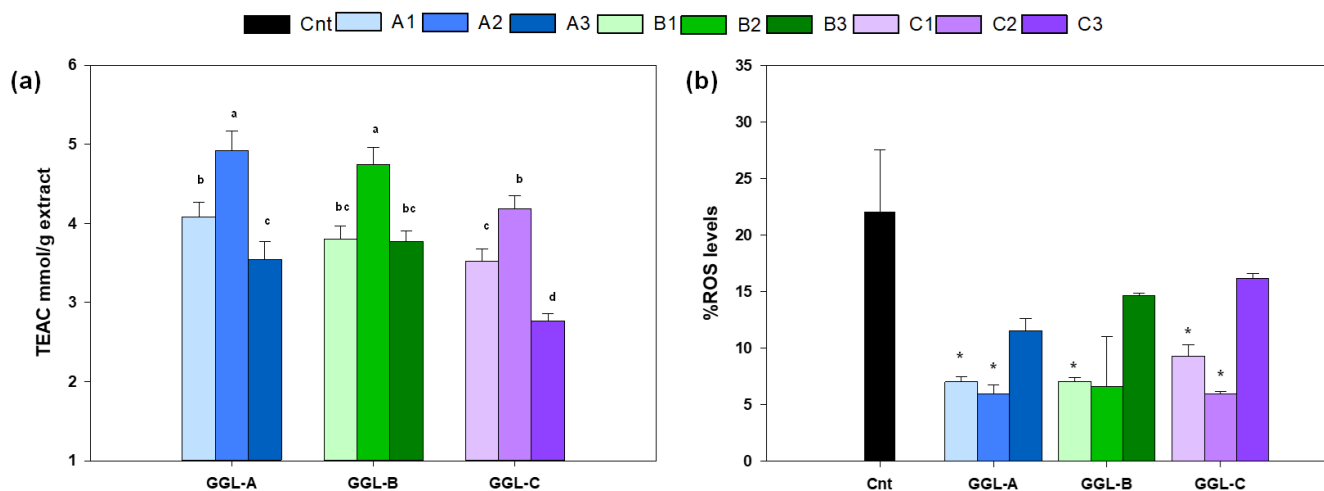 Cnt A1 A2 A3 B1 B2 B3 C1 C2 C3
(a)
6
5
4
3
2
1
TEAC mmol/g extract
b
a
c
bc
a
bc
c
b
d
GGL-A GGL-B GGL-C
(b)
35
30
25
20
15
10
5
0
%ROS levels
*
*
*
*
*
Cnt GGL-A GGL-B GGL-C